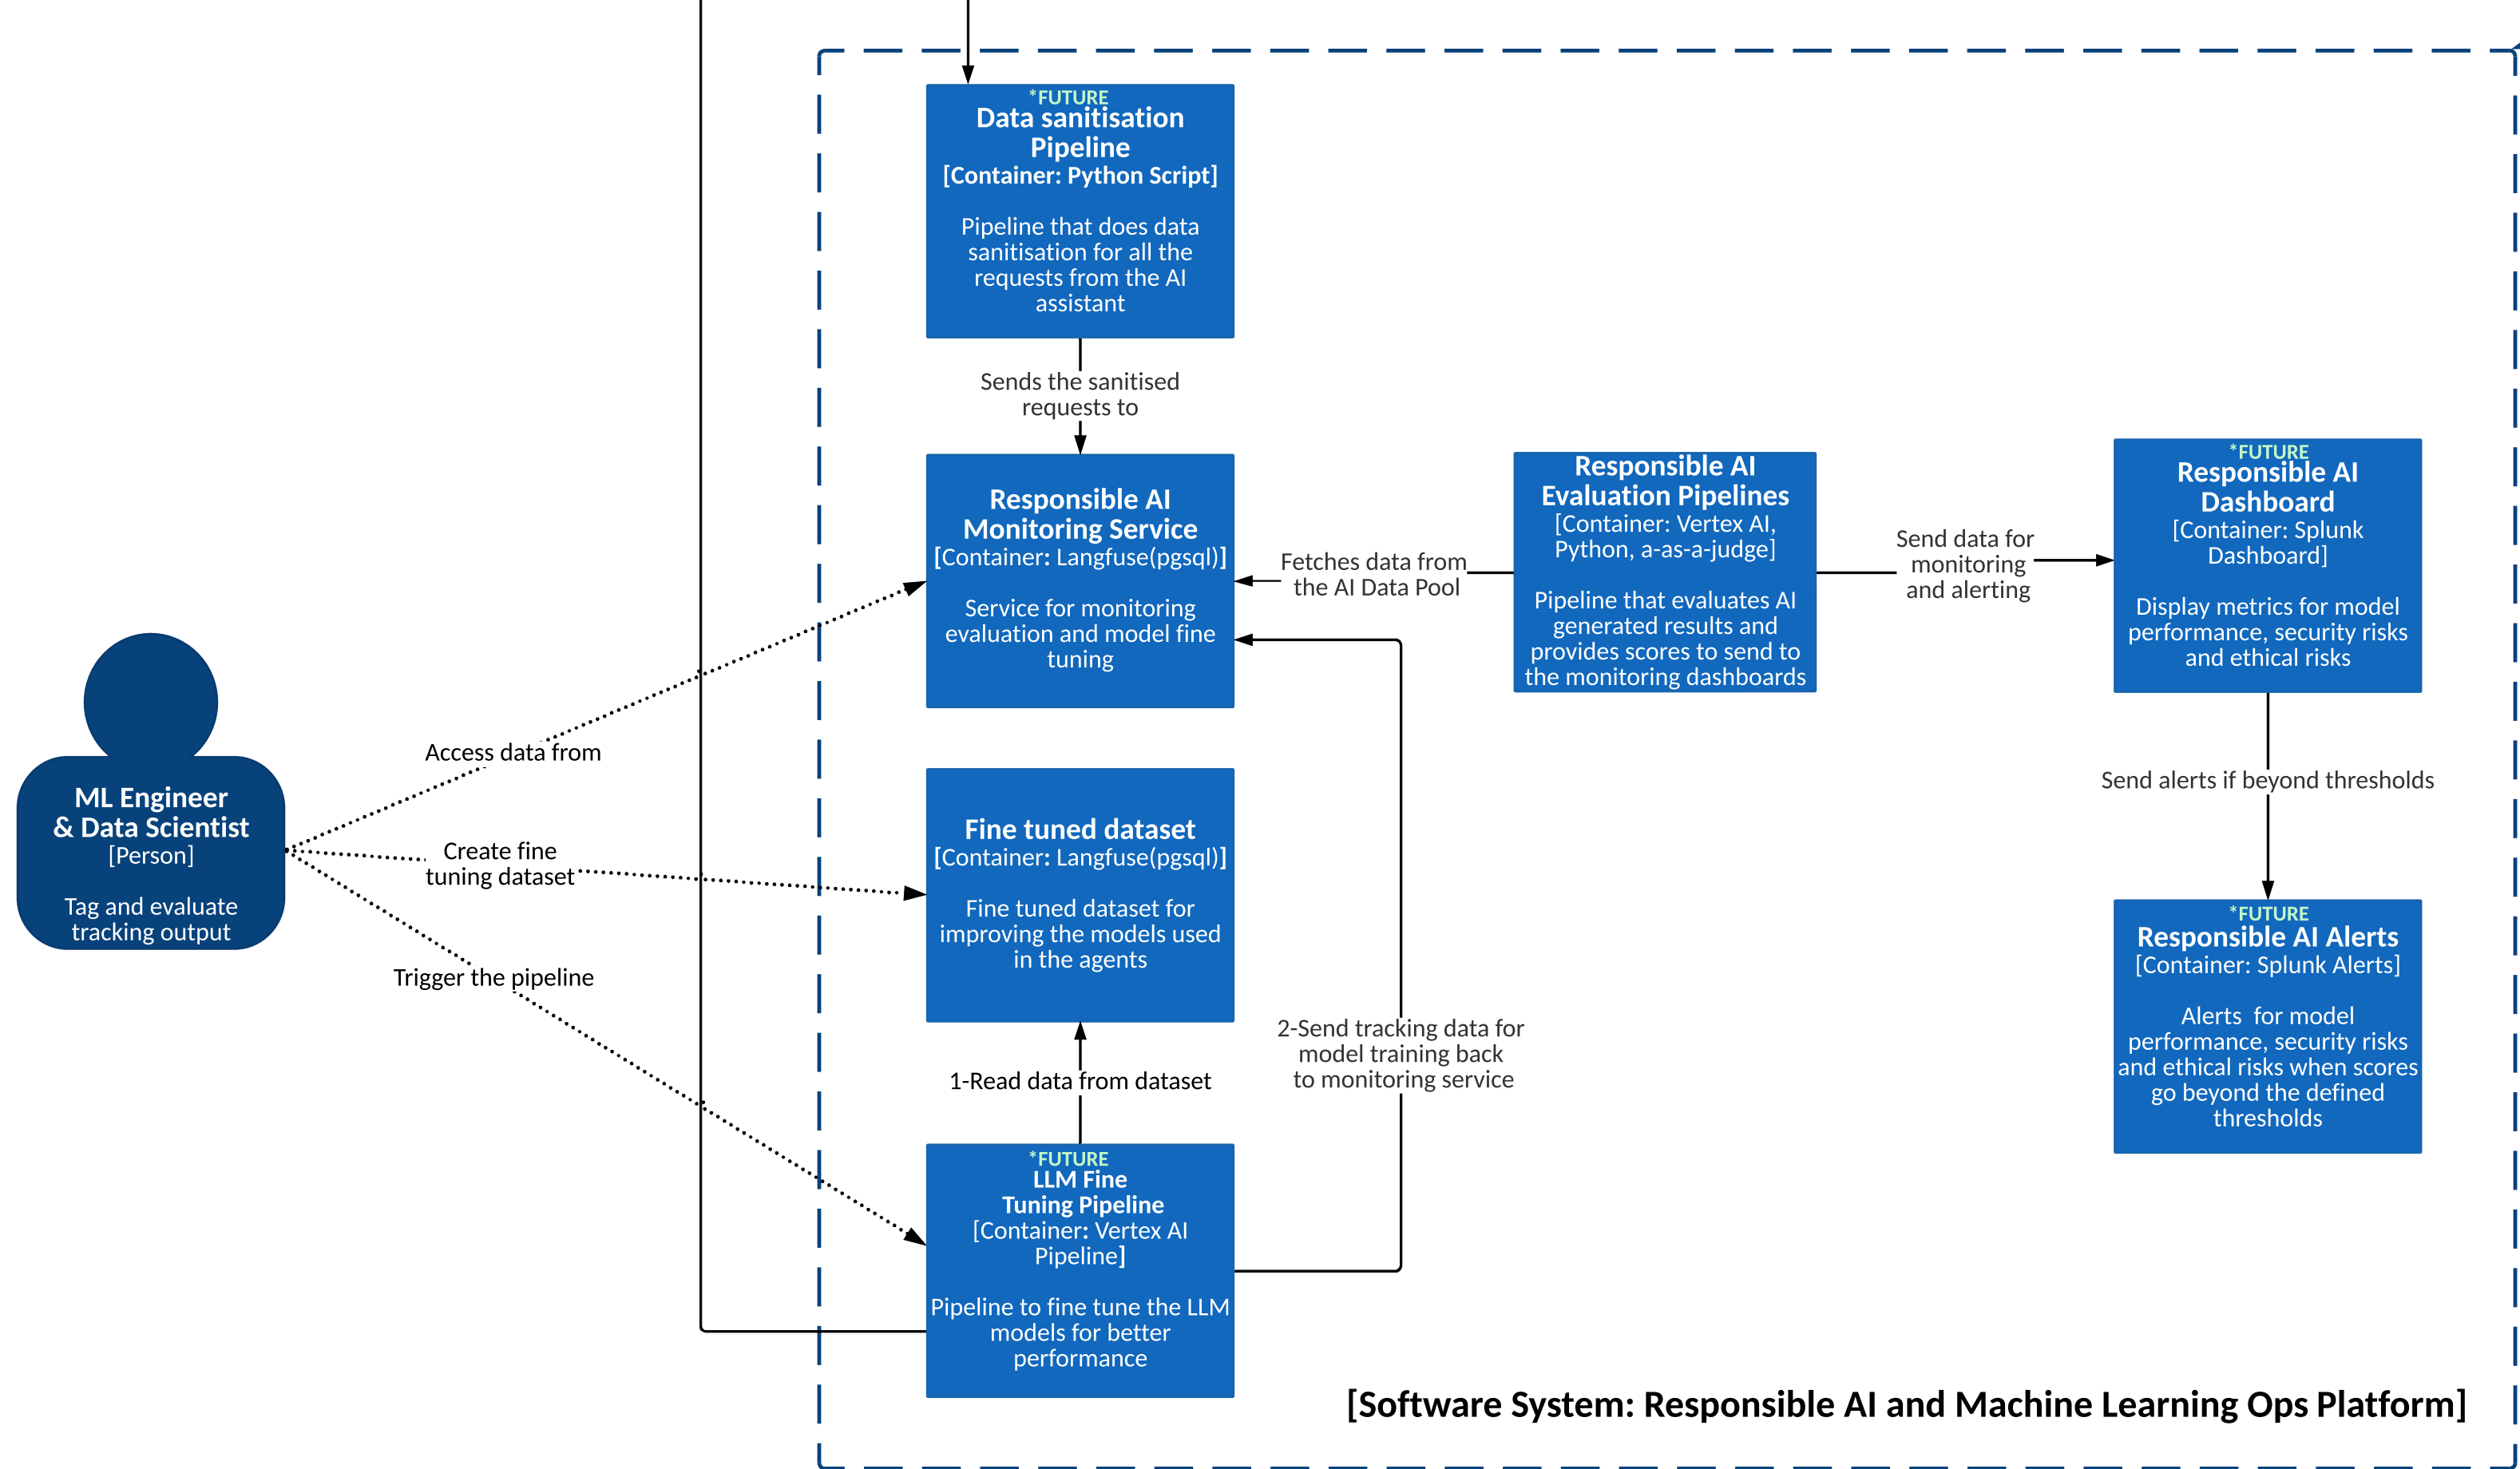 *FUTURE
Data sanitisation
Pipeline
[Container: Python Script]
Pipeline that does data
sanitisation for all the
requests from the AI
assistant
Sends the sanitised
requests to
Responsible AI
Monitoring Service
[Container: Langfuse(pgsql)]
Service for monitoring
evaluation and model fine
tuning
Fetches data from
the AI Data Pool
Responsible AI
Evaluation Pipelines
[Container: Vertex AI,
Python, a-as-a-judge]
Pipeline that evaluates AI
generated results and
provides scores to send to
the monitoring dashboards
Send data for
monitoring
and alerting
*FUTURE
Responsible AI
Dashboard
[Container: Splunk
Dashboard]
Display metrics for model
performance, security risks
and ethical risks
Send alerts if beyond thresholds
*FUTURE
Responsible AI Alerts
[Container: Splunk Alerts]
Alerts  for model
performance, security risks
and ethical risks when scores
go beyond the defined
thresholds
ML Engineer
& Data Scientist
[Person]
Tag and evaluate
tracking output
Access data from
Create fine
tuning dataset
Trigger the pipeline
Fine tuned dataset
[Container: Langfuse(pgsql)]
Fine tuned dataset for
improving the models used
in the agents
1-Read data from dataset
2-Send tracking data for
model training back
to monitoring service
*FUTURE
LLM Fine
Tuning Pipeline
[Container: Vertex AI
Pipeline]
Pipeline to fine tune the LLM
models for better
performance
[Software System: Responsible AI and Machine Learning Ops Platform]